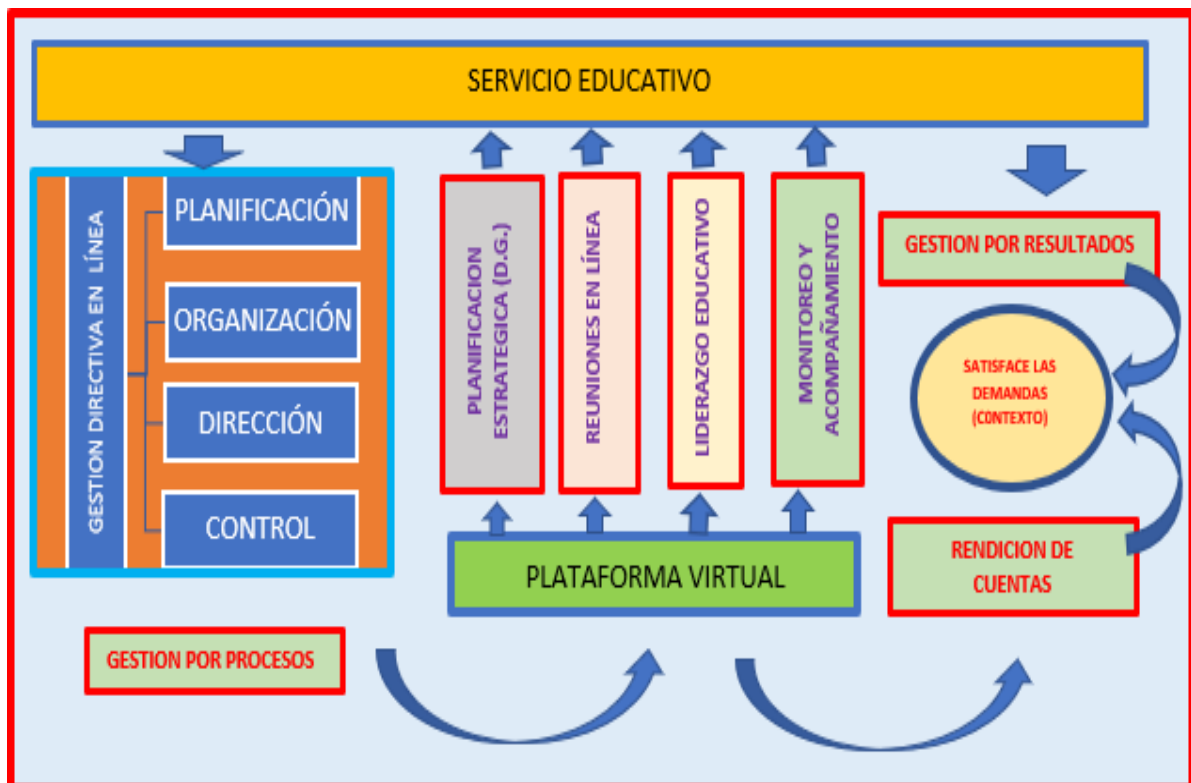 SERVICIO EDUCATIVO
GESTION DIRECTIVA EN LÍNEA
PLANIFICACIÓN
ORGANIZACIÓN
DIRECCIÓN
CONTROL
PLANIFICACION
ESTRATEGICA (D.G.)
REUNIONES EN LÍNEA
LIDERAZGO EDUCATIVO
MONITOREO Y
ACOMPAÑAMIENTO
PLATAFORMA VIRTUAL
GESTION POR RESULTADOS
SATISFACE LAS
DEMANDAS
(CONTEXTO)
RENDICION DE
CUENTAS
GESTION POR PROCESOS